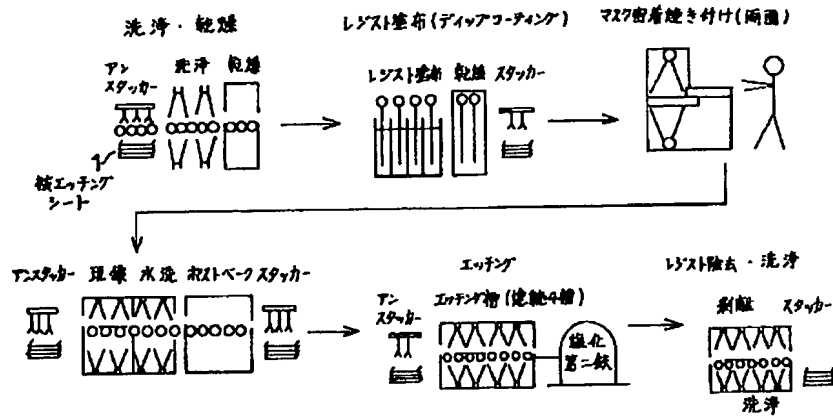 洗浄・乾燥
レジスト塗布(ディップコーティング)
マスク密着焼き付け(両面)
アン
スタッカー
洗浄
乾燥
レジスト塗布
乾燥
スタッカー
被エッチング
シート
アンスタッカー
現像
水洗
ポストベーク
スタッカー
エッチング
アン
スタッカー
エッチング槽(連続4槽)
塩化
第二鉄
レジスト除去・洗浄
剥離
スタッカー
洗浄